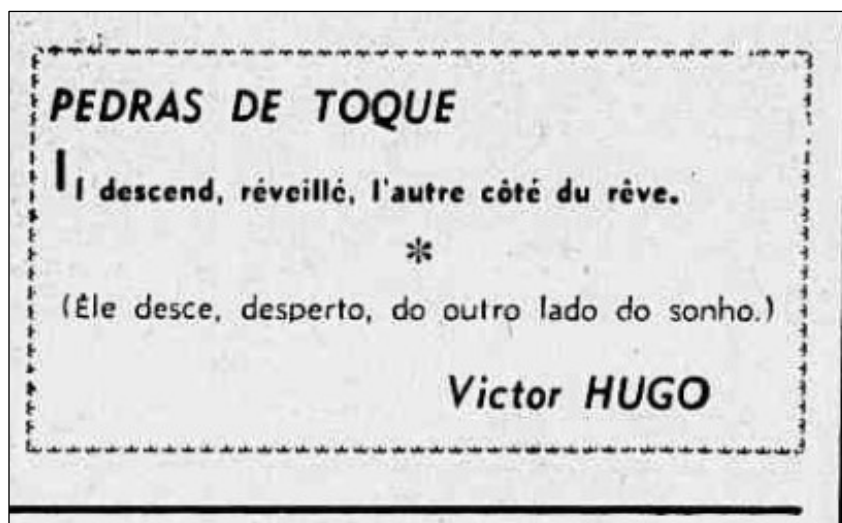 PEDRAS DE TOQUE
Il descend, réveillé, l'autre côté du rêve.
*
(Êle desce, desperto, do outro lado do sonho.)
Victor HUGO